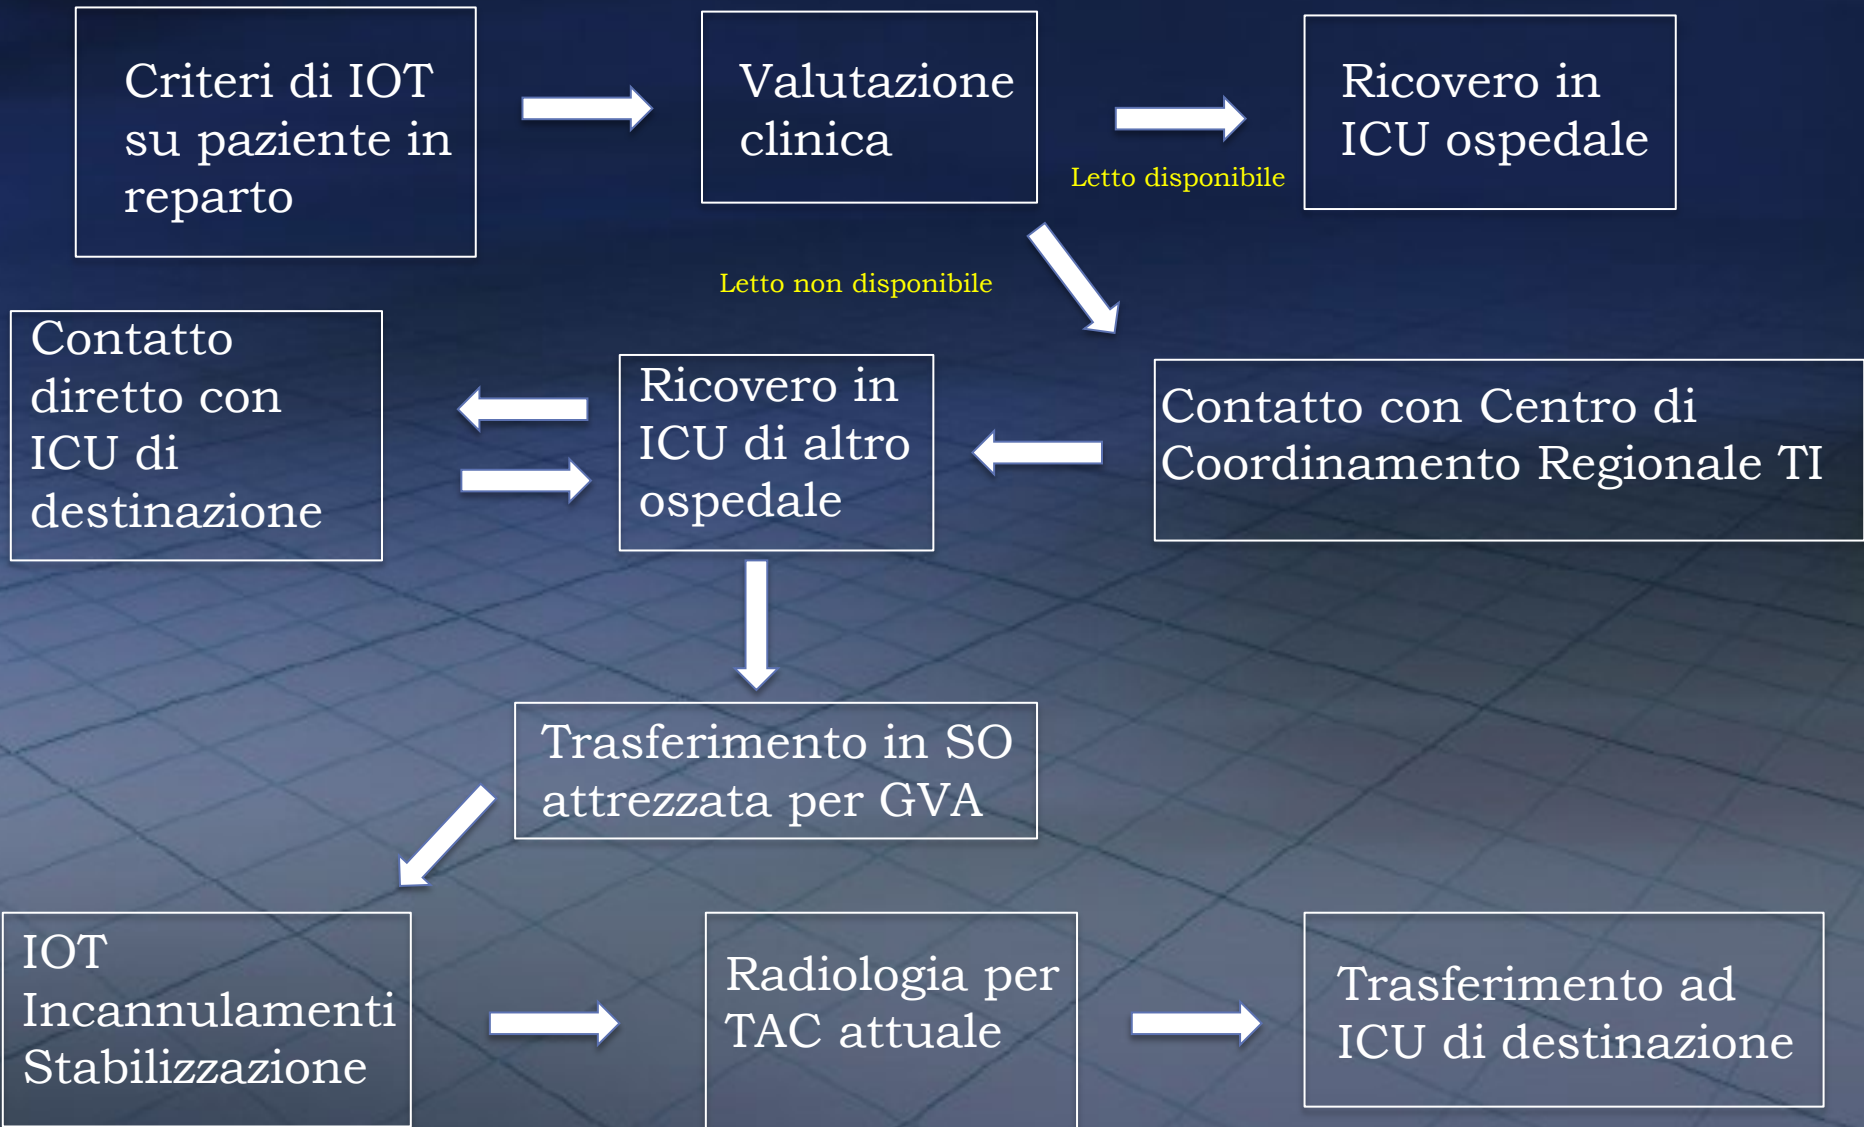 Criteri di IOT
su paziente in
reparto
Valutazione
clinica
Letto disponibile
Ricovero in
ICU ospedale
Letto non disponibile
Contatto
diretto con
ICU di
destinazione
Ricovero in
ICU di altro
ospedale
Contatto con Centro di
Coordinamento Regionale TI
Trasferimento in SO
attrezzata per GVA
IOT
Incannulamenti
Stabilizzazione
Radiologia per
TAC attuale
Trasferimento ad
ICU di destinazione